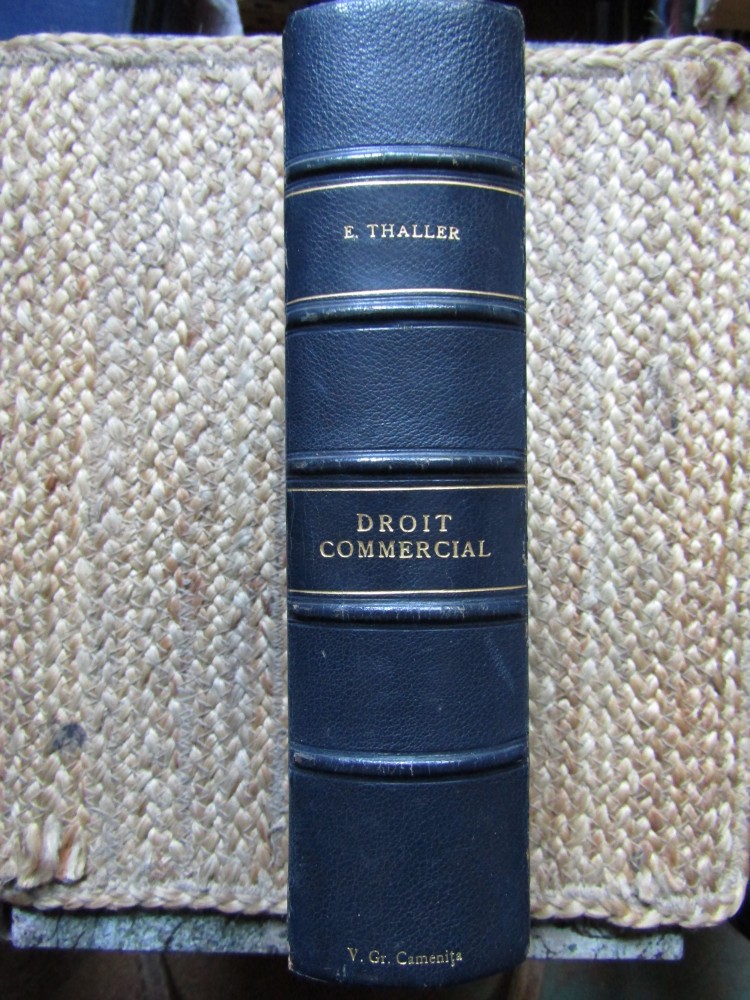 E. THALLER
DROIT
COMMERCIAL
V. Gr. Camenița